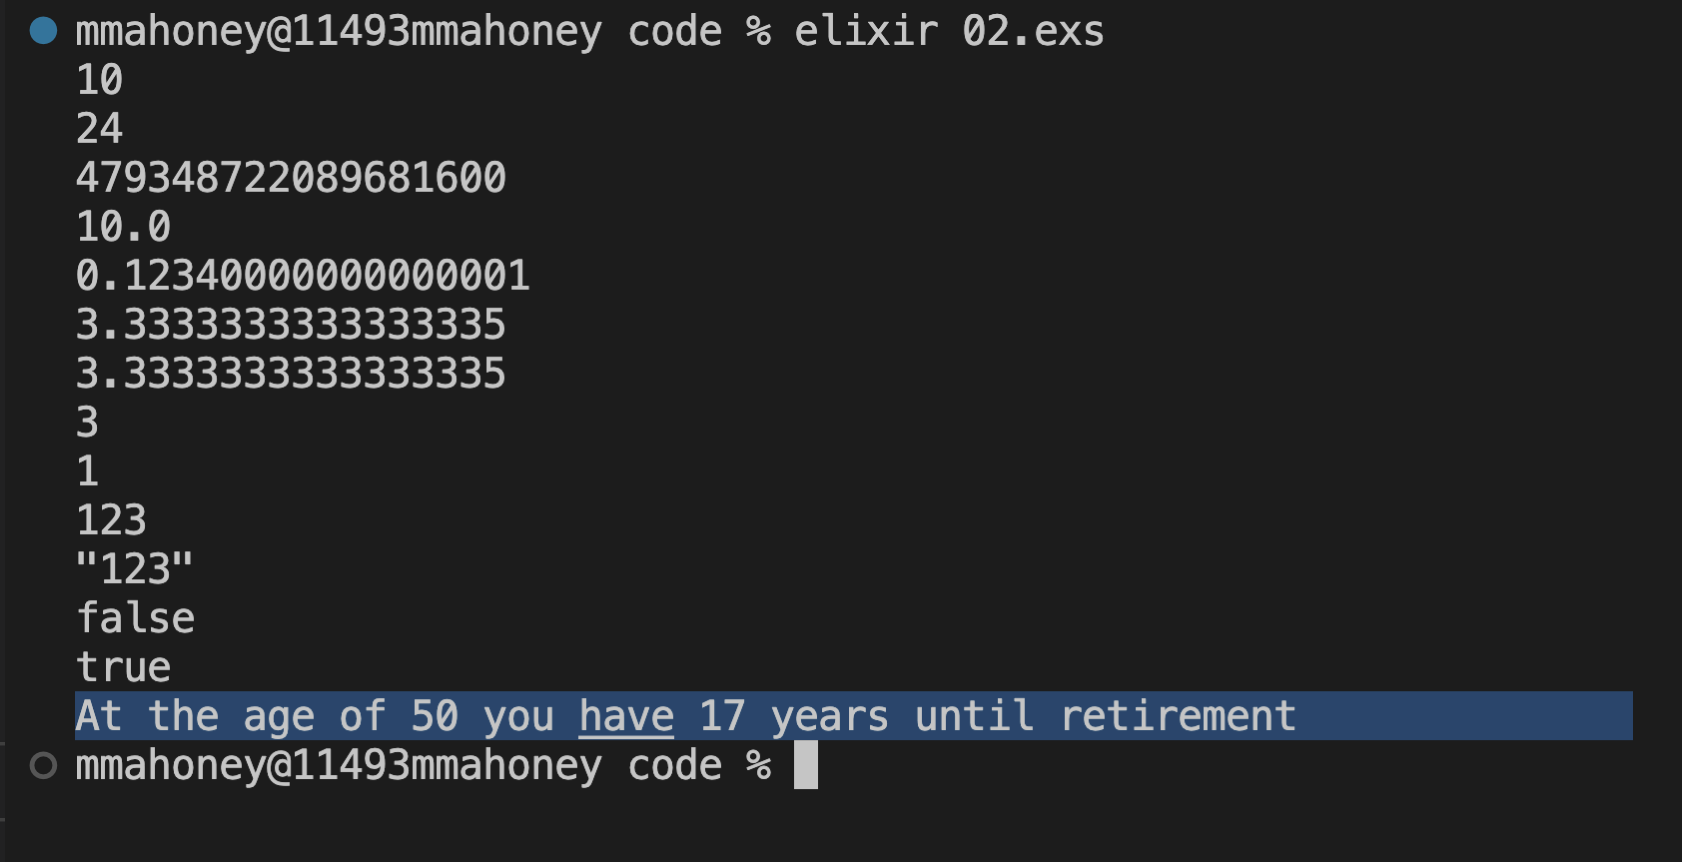 mmahoney@11493mmahoney code % elixir 02.exs
10
24
479348722089681600
10.0
0.12340000000000001
3.3333333333333335
3.3333333333333335
3
1
123
"123"
false
true
At the age of 50 you have 17 years until retirement
mmahoney@11493mmahoney code %